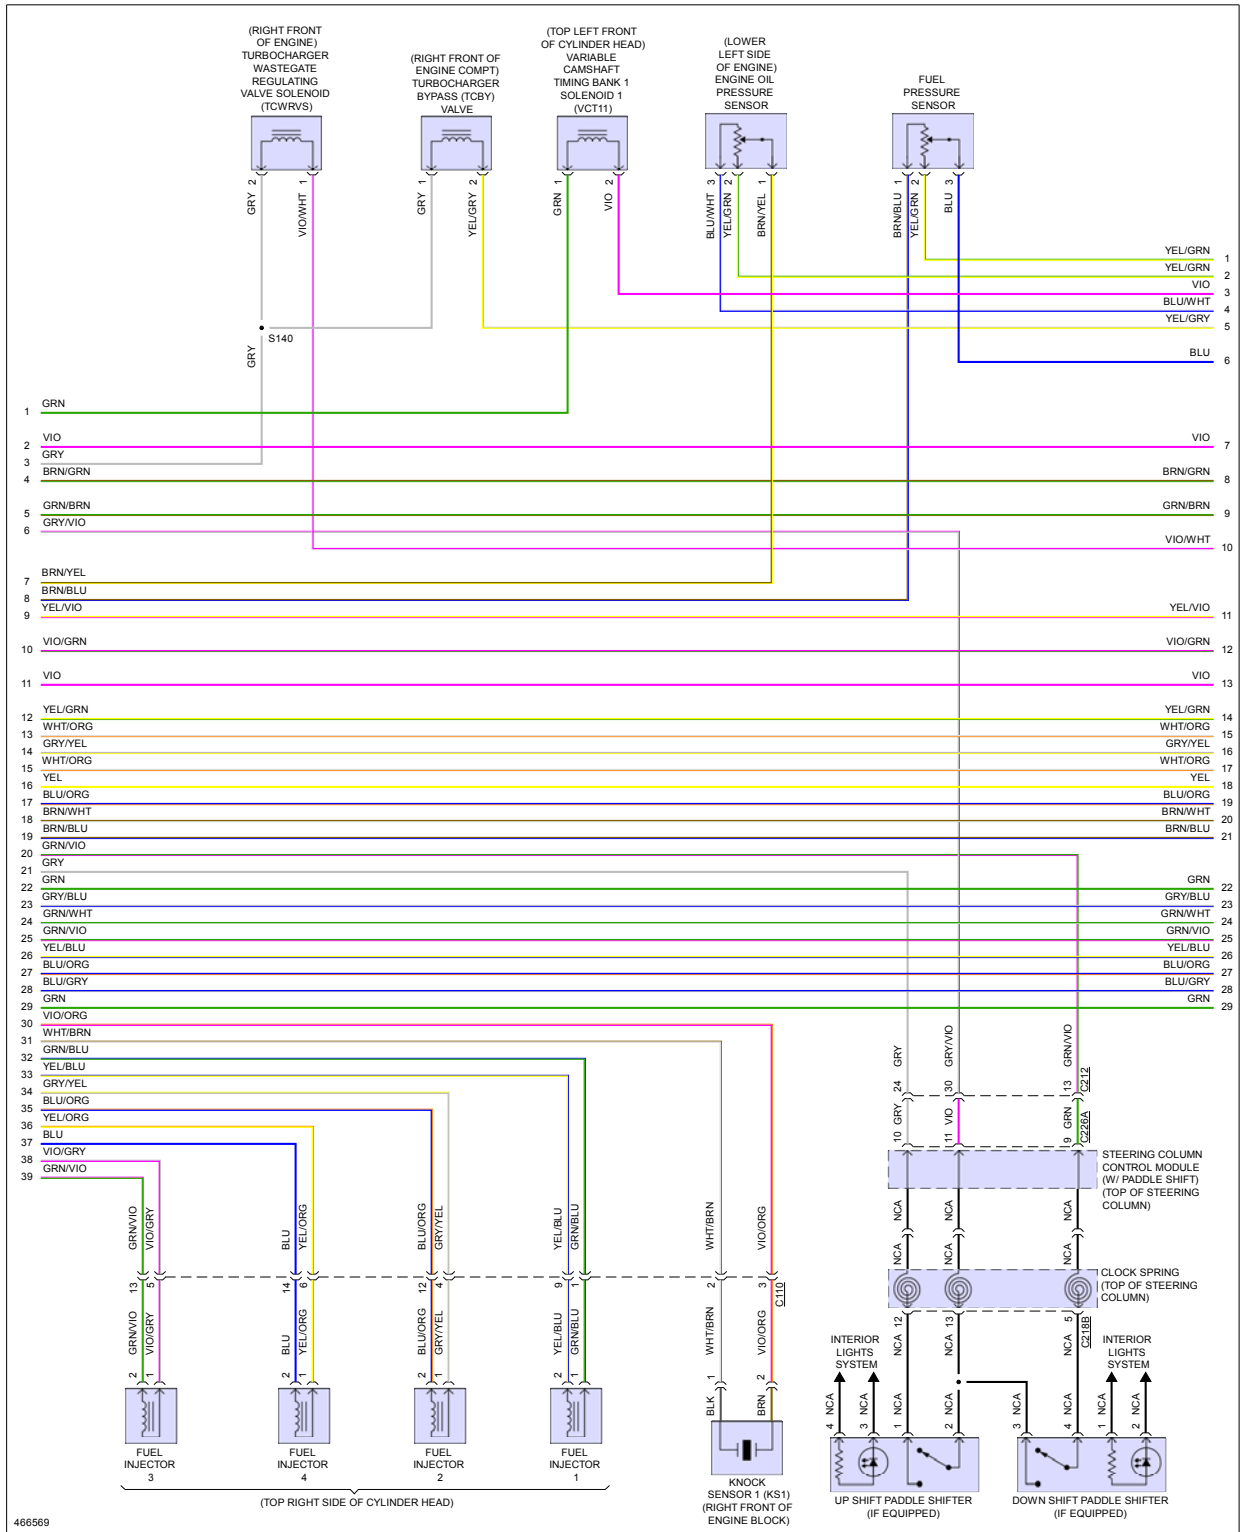 (RIGHT FRONT
OF ENGINE)
TURBOCHARGER
WASTEGATE
REGULATING
VALVE SOLENOID
(TCWRVS)
(RIGHT FRONT OF
ENGINE COMPT)
TURBOCHARGER
BYPASS (TCBY)
VALVE
(TOP LEFT FRONT
OF CYLINDER HEAD)
VARIABLE
CAMSHAFT
TIMING BANK 1
SOLENOID 1
(VCT11)
(LOWER
LEFT SIDE
OF ENGINE)
ENGINE OIL
PRESSURE
SENSOR
FUEL
PRESSURE
SENSOR
GRY 2
VIO/WHT 1
GRY 1
YEL/GRY 2
GRN 1
VIO 2
BLU/WHT 3
YEL/GRN 2
BRN/YEL 1
BRN/BLU 1
YEL/GRN 2
BLU 3
S140
GRY
YEL/GRN 1
YEL/GRN 2
VIO 3
BLU/WHT 4
YEL/GRY 5
BLU 6
1 GRN
2 VIO
VIO 7
3 GRY
4 BRN/GRN
BRN/GRN 8
5 GRN/BRN
GRN/BRN 9
6 GRY/VIO
VIO/WHT 10
7 BRN/YEL
8 BRN/BLU
9 YEL/VIO
YEL/VIO 11
10 VIO/GRN
VIO/GRN 12
11 VIO
VIO 13
12 YEL/GRN
YEL/GRN 14
13 WHT/ORG
WHT/ORG 15
14 GRY/YEL
GRY/YEL 16
15 WHT/ORG
WHT/ORG 17
16 YEL
YEL 18
17 BLU/ORG
BLU/ORG 19
18 BRN/WHT
BRN/WHT 20
19 BRN/BLU
BRN/BLU 21
20 GRN/VIO
21 GRY
22 GRN
GRN 22
23 GRY/BLU
GRY/BLU 23
24 GRN/WHT
GRN/WHT 24
25 GRN/VIO
GRN/VIO 25
26 YEL/BLU
YEL/BLU 26
27 BLU/ORG
BLU/ORG 27
28 BLU/GRY
BLU/GRY 28
29 GRN
GRN 29
30 VIO/ORG
31 WHT/BRN
32 GRN/BLU
33 YEL/BLU
34 GRY/YEL
35 BLU/ORG
36 YEL/ORG
37 BLU
38 VIO/GRY
39 GRN/VIO
24 GRY
30 GRY/VIO
13 GRN/VIO
C212
10 GRY
11 VIO
9 GRN
C226A
STEERING COLUMN
CONTROL MODULE
(W/ PADDLE SHIFT)
(TOP OF STEERING
COLUMN)
NCA
NCA
NCA
NCA
NCA
NCA
CLOCK SPRING
(TOP OF STEERING
COLUMN)
12
13
5
C218B
NCA
NCA
NCA
INTERIOR
LIGHTS
SYSTEM
INTERIOR
LIGHTS
SYSTEM
4 NCA
3 NCA
1 NCA
2 NCA
3 NCA
4 NCA
1 NCA
2 NCA
UP SHIFT PADDLE SHIFTER
(IF EQUIPPED)
DOWN SHIFT PADDLE SHIFTER
(IF EQUIPPED)
GRN/VIO
VIO/GRY
BLU
YEL/ORG
BLU/ORG
GRY/YEL
YEL/BLU
GRN/BLU
WHT/BRN
VIO/ORG
13
5
14
6
12
4
9
1
2
3
C110
GRN/VIO
VIO/GRY
BLU
YEL/ORG
BLU/ORG
GRY/YEL
YEL/BLU
GRN/BLU
WHT/BRN
VIO/ORG
2
1
2
1
2
1
2
1
1
2
BLK
BRN
FUEL
INJECTOR
3
FUEL
INJECTOR
4
FUEL
INJECTOR
2
FUEL
INJECTOR
1
(TOP RIGHT SIDE OF CYLINDER HEAD)
KNOCK
SENSOR 1 (KS1)
(RIGHT FRONT OF
ENGINE BLOCK)
466569